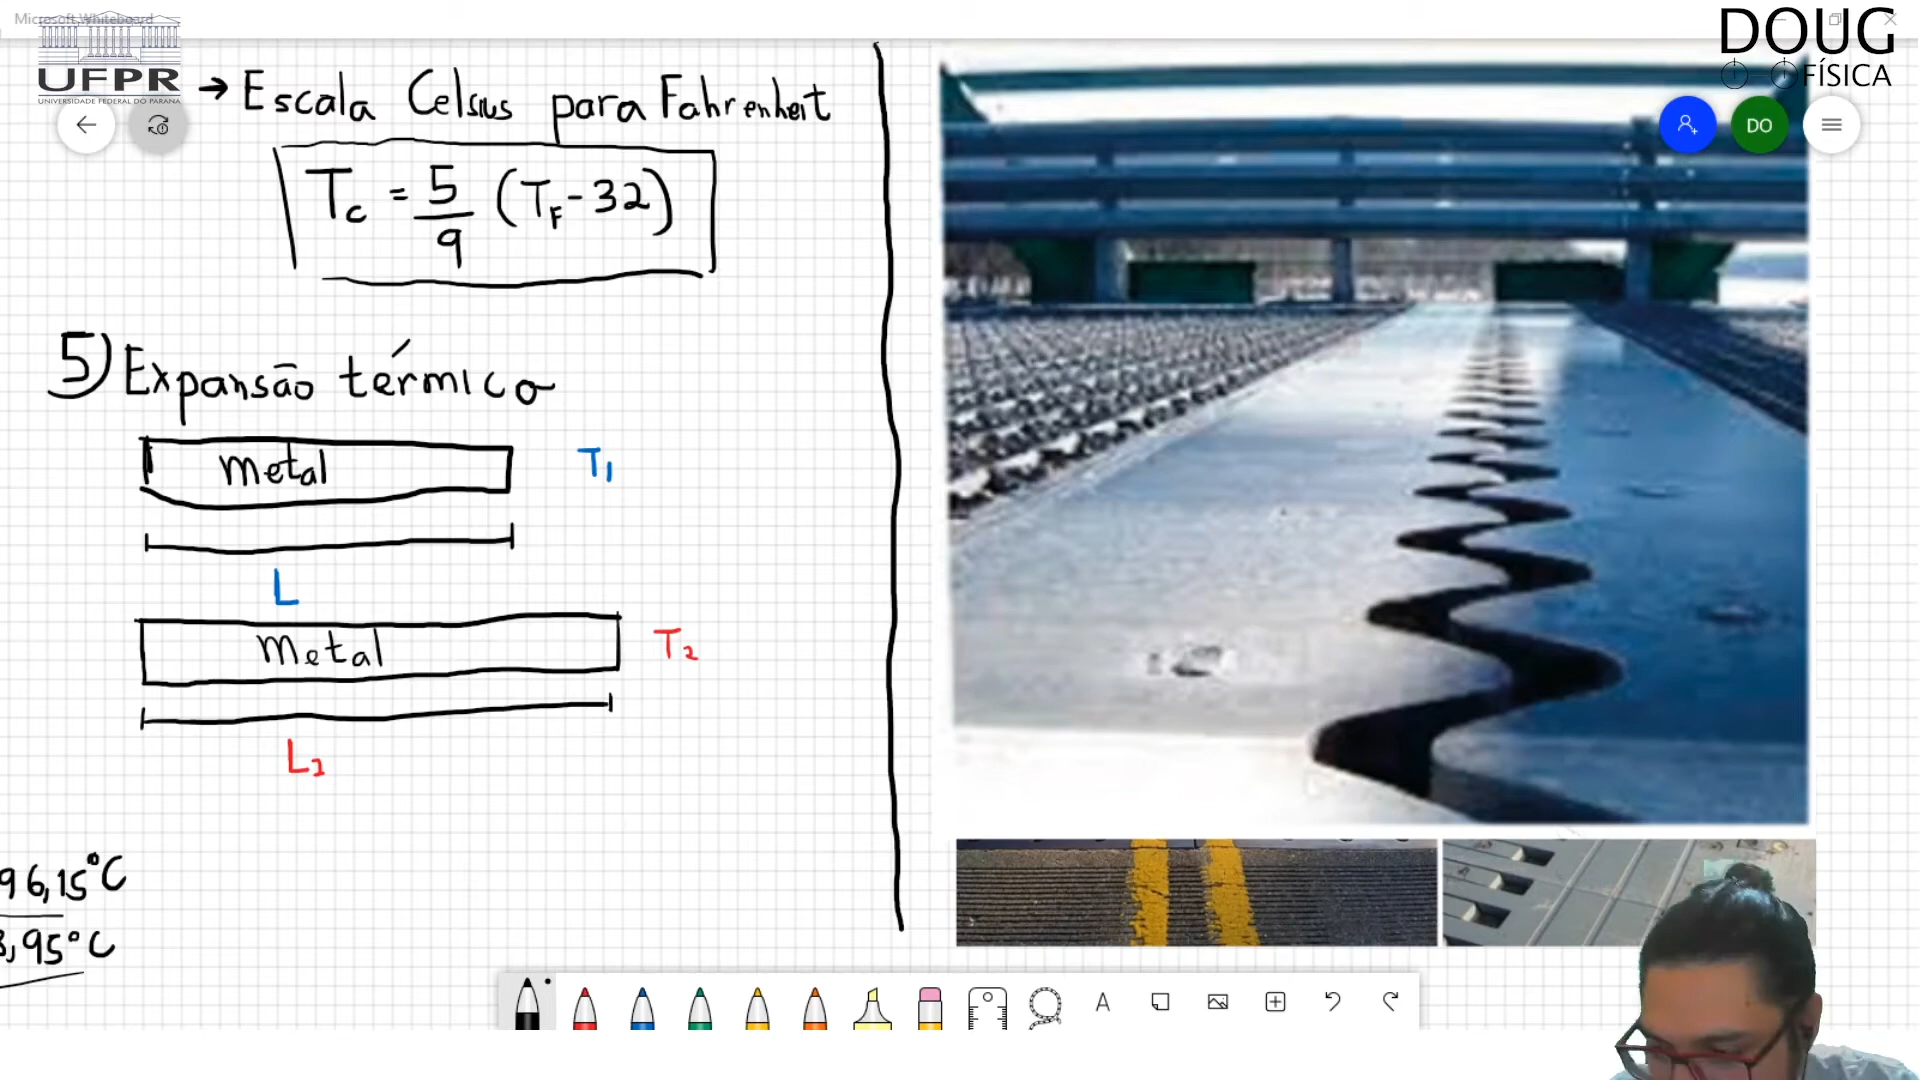 Microsoft Whiteboard
UFPR
UNIVERSIDADE FEDERAL DO PARANÁ
DOUG
FÍSICA
DO
→ Escala Celsius para Fahrenheit
Tc = 5/9 (TF - 32)
5) Expansão térmico
metal T1
L
metal T2
L2
96,15°C
8,95°C
A